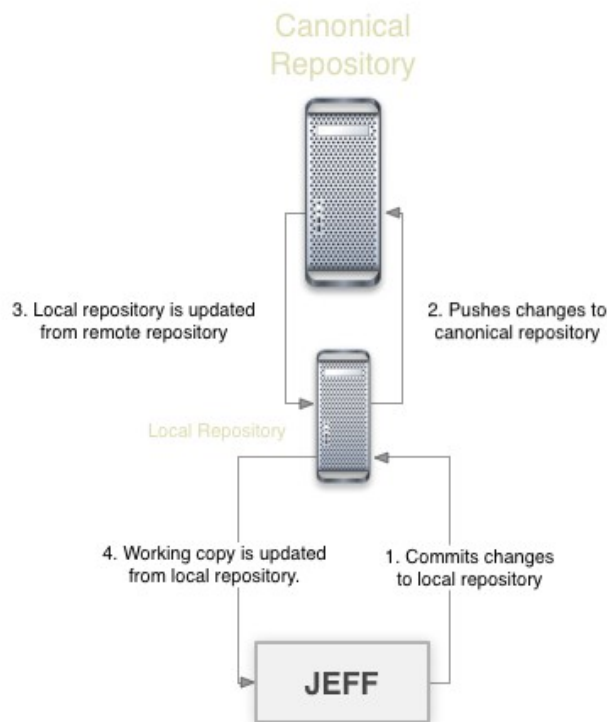 Canonical
Repository
3. Local repository is updated
from remote repository
2. Pushes changes to
canonical repository
Local Repository
4. Working copy is updated
from local repository.
1. Commits changes
to local repository
JEFF